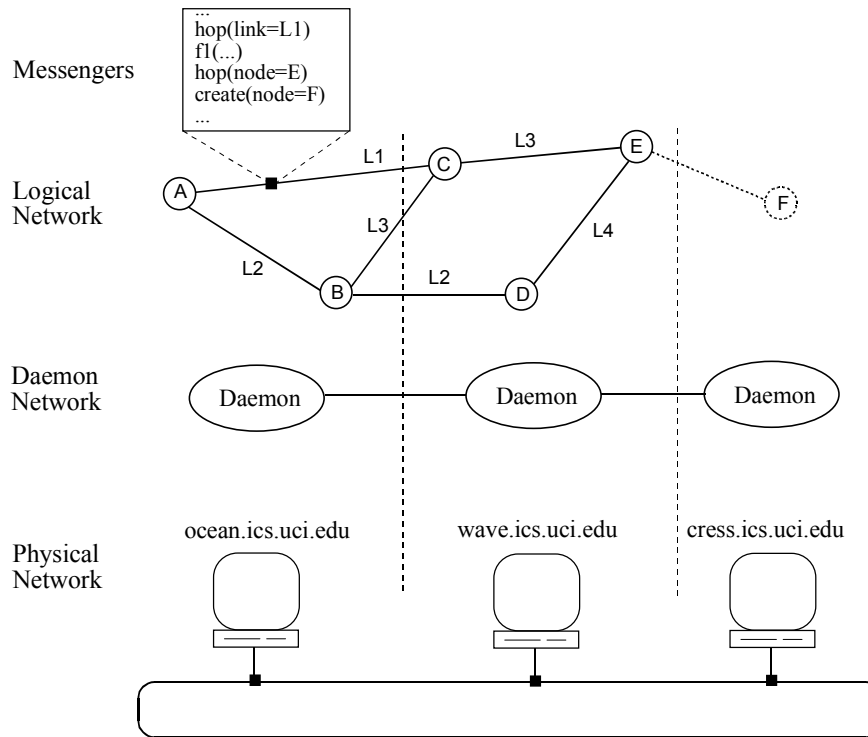 ...
hop(link=L1)
f1(...)
hop(node=E)
create(node=F)
...
Messengers
L1
C
L3
E
Logical
Network
A
F
L3
L4
L2
B
L2
D
Daemon
Network
Daemon
Daemon
Daemon
ocean.ics.uci.edu
wave.ics.uci.edu
cress.ics.uci.edu
Physical
Network